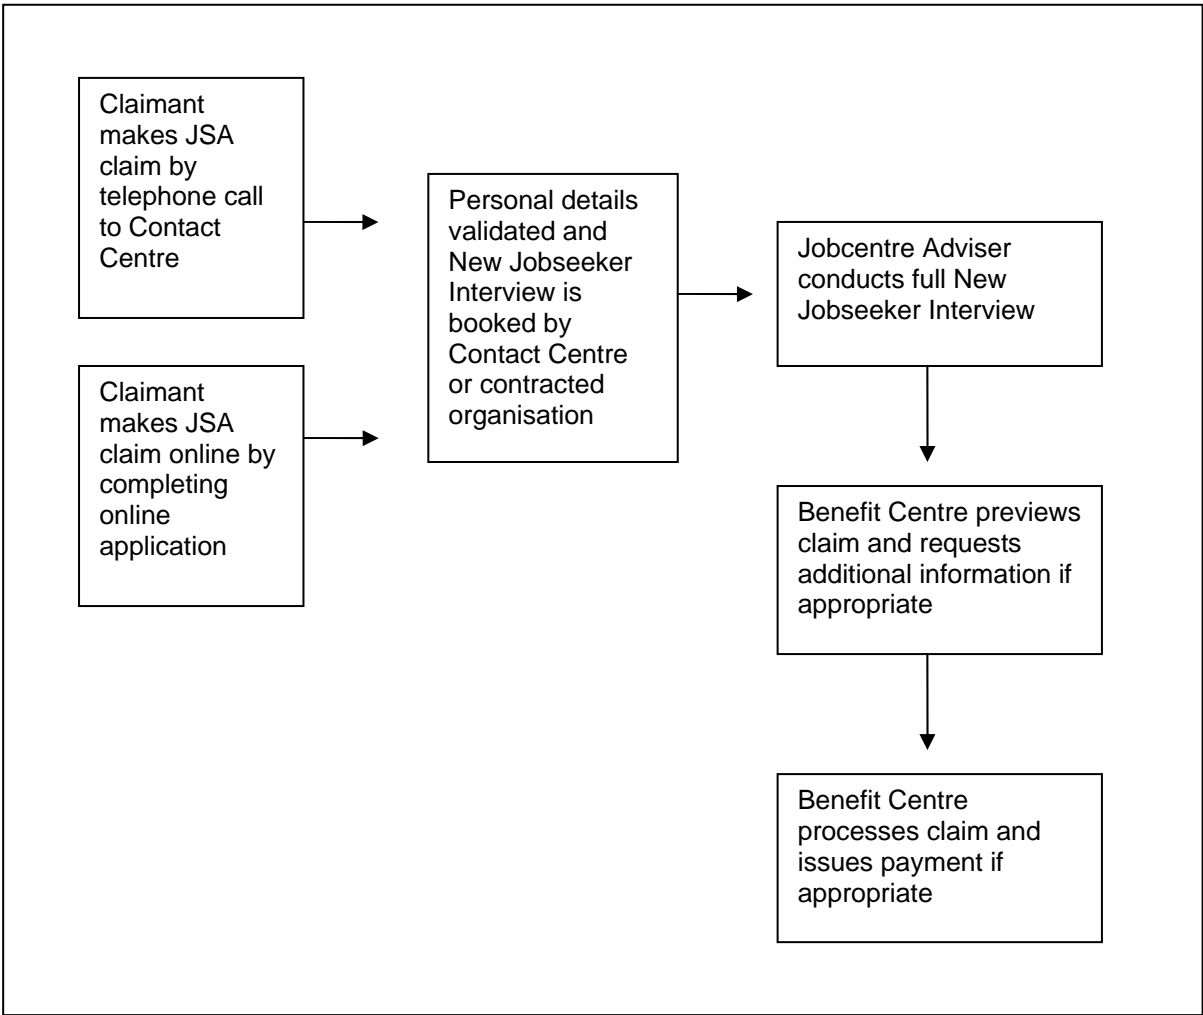 Claimant
makes JSA
claim by
telephone call
to Contact
Centre
Claimant
makes JSA
claim online by
completing
online
application
Personal details
validated and
New Jobseeker
Interview is
booked by
Contact Centre
or contracted
organisation
Jobcentre Adviser
conducts full New
Jobseeker Interview
Benefit Centre previews
claim and requests
additional information if
appropriate
Benefit Centre
processes claim and
issues payment if
appropriate